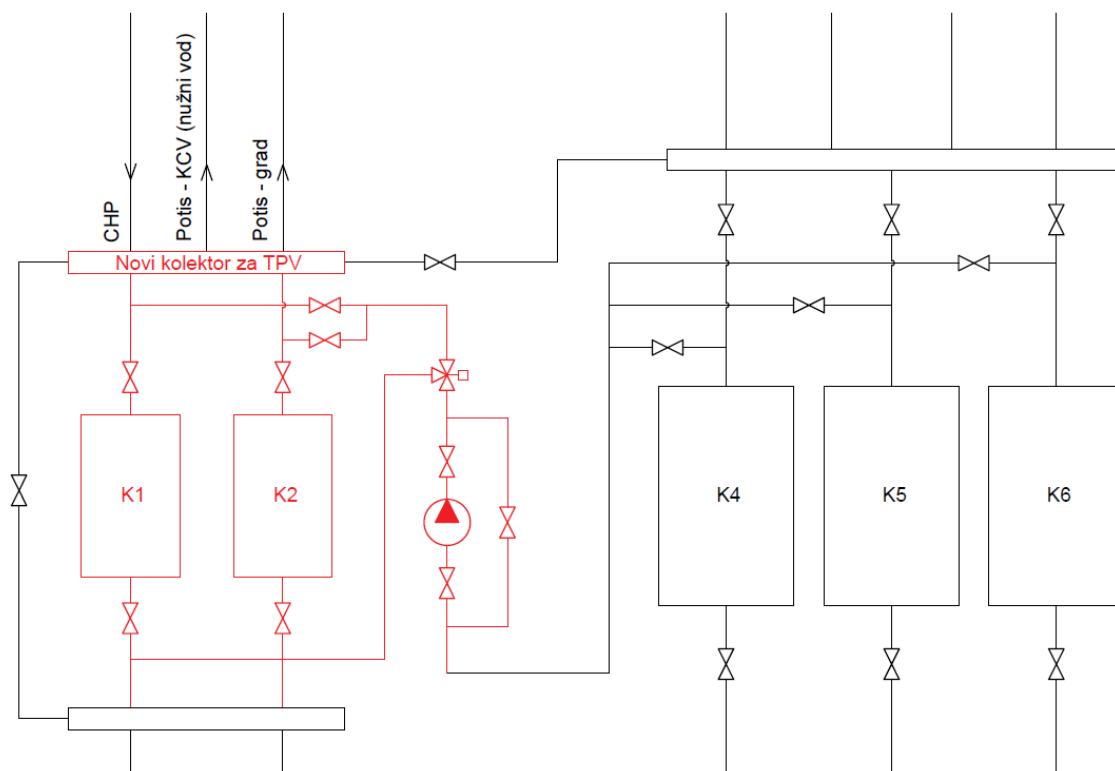 CHP
Potis - KCV (nužni vod)
Potis - grad
Novi kolektor za TPV
K1
K2
K4
K5
K6